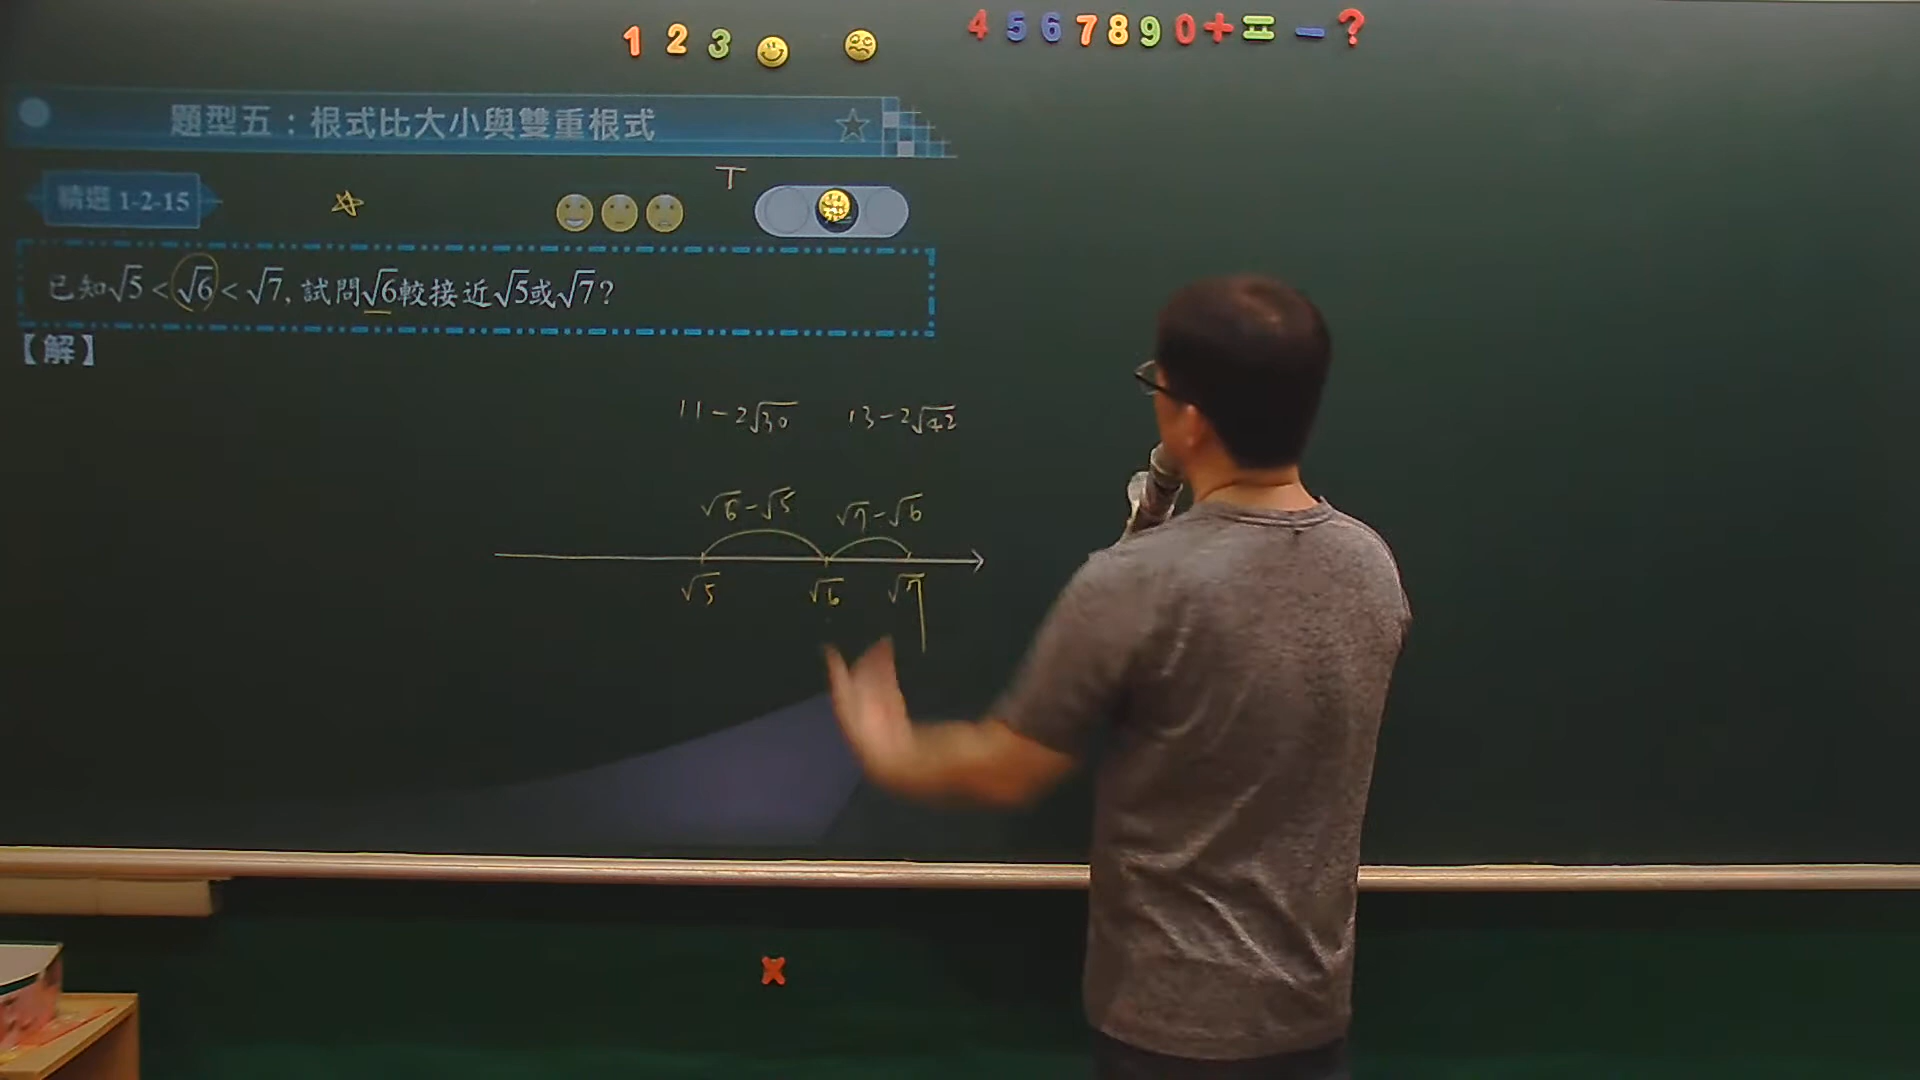 1 2 3 4 5 6 7 8 9 0 + = - ?
題型五：根式比大小與雙重根式
精選 1-2-15
T
已知√5 < √6 < √7, 試問√6較接近√5或√7?
【解】
11-2√30 13-2√42
√6-√5 √7-√6
√5 √6 √7
x